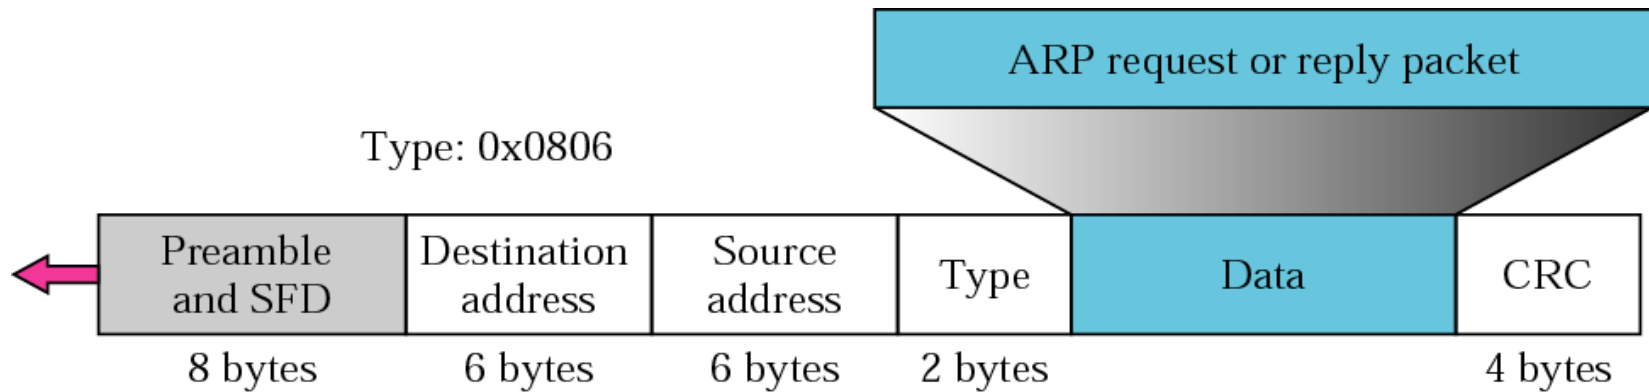 ARP request or reply packet
Type: 0x0806
Preamble
and SFD
Destination
address
Source
address
Type
Data
CRC
8 bytes
6 bytes
6 bytes
2 bytes
4 bytes